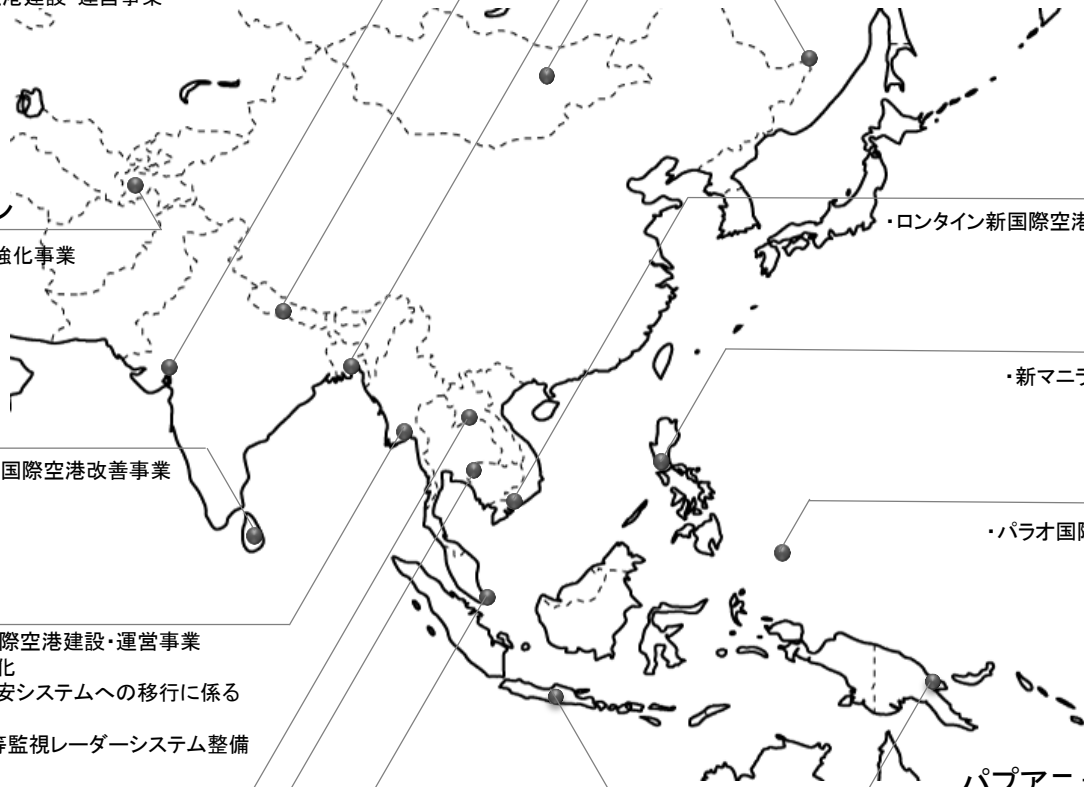 港建設・運営事業
ン
強化事業
・ロンタイン新国際空港
・新マニラ
国際空港改善事業
・パラオ国際
際空港建設・運営事業
化
安システムへの移行に係る
等監視レーダーシステム整備
パプアニ